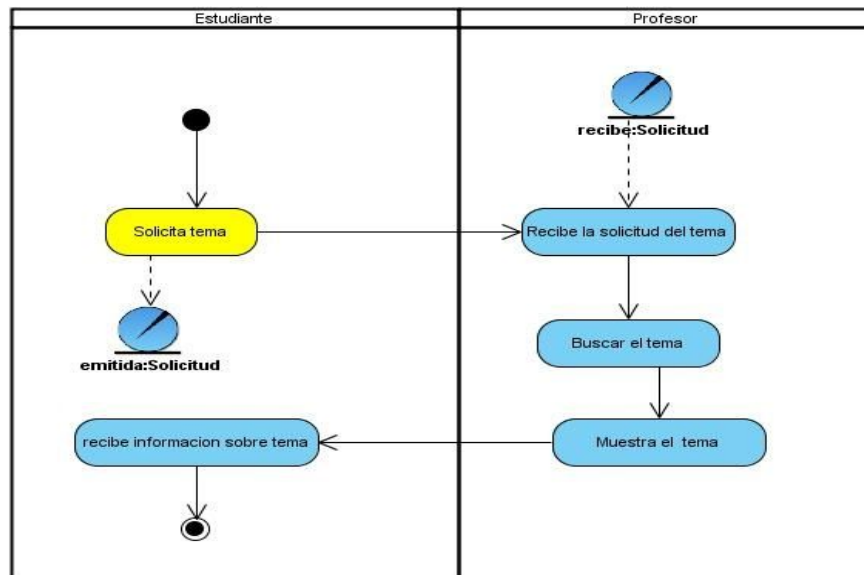 Estudiante
Profesor
recibe:Solicitud
Solicita tema
Recibe la solicitud del tema
emitida:Solicitud
Buscar el tema
recibe informacion sobre tema
Muestra el tema